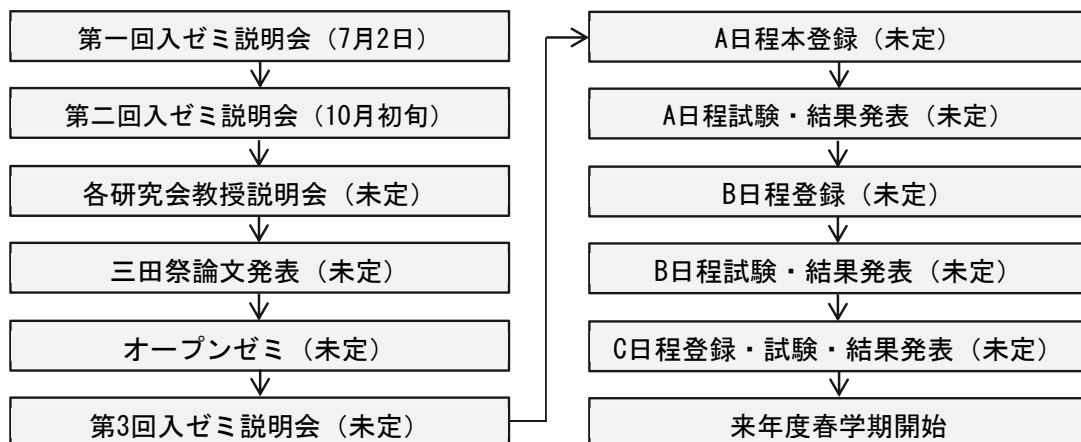 第一回入ゼミ説明会（7月2日）
第二回入ゼミ説明会（10月初旬）
各研究会教授説明会（未定）
三田祭論文発表（未定）
オープンゼミ（未定）
第3回入ゼミ説明会（未定）
A日程本登録（未定）
A日程試験・結果発表（未定）
B日程登録（未定）
B日程試験・結果発表（未定）
C日程登録・試験・結果発表（未定）
来年度春学期開始